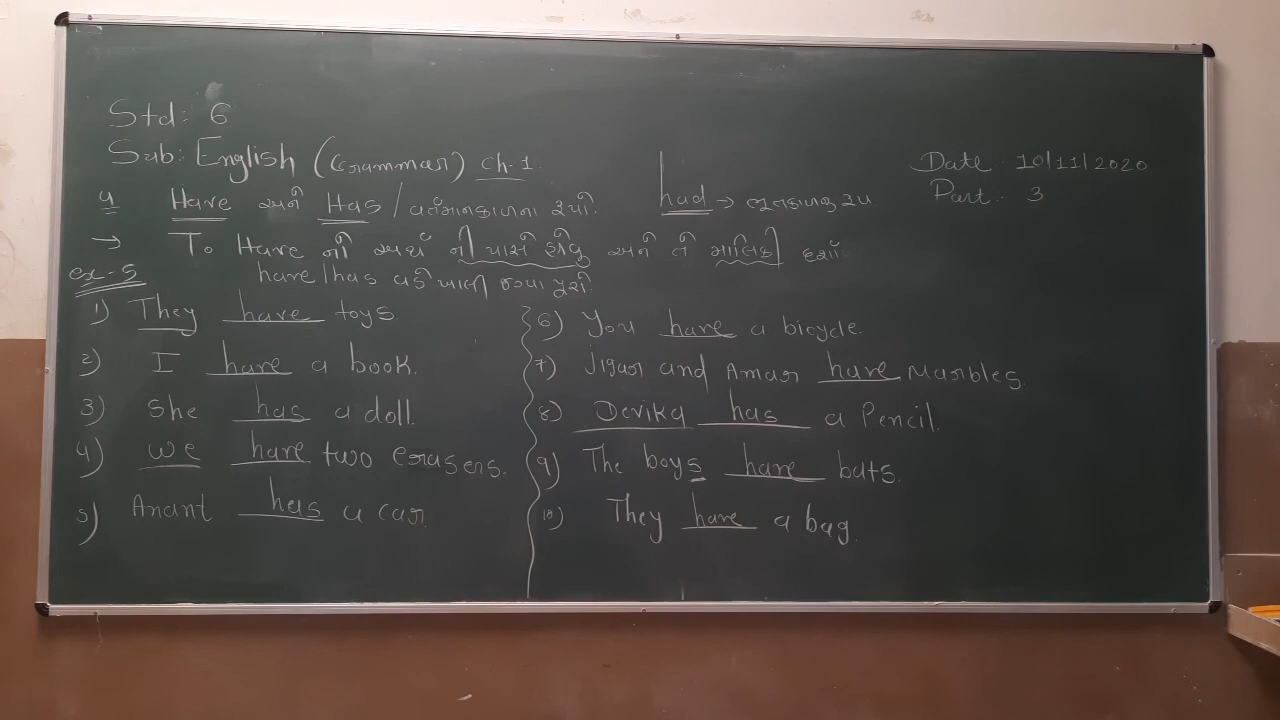 Std: 6
Sub: English (Grammar) Ch-1.
Date : 10/11/2020
Part : 3
૫ Have અને Has / વર્તમાનકાળના રૂપો. had → ભૂતકાળનું રૂપ
→ To Have નો અર્થ ની પાસે હોવું અને તે માલિકી દર્શાવે
ex-5 have/has વડે ખાલી જગ્યા પૂરો.
1) They have toys.
2) I have a book.
3) She has a doll.
4) We have two erasers.
5) Anant has a car.
6) You have a bicycle.
7) Jigar and Amar have Marbles.
8) Devika has a Pencil.
9) The boys have bats.
10) They have a bag.